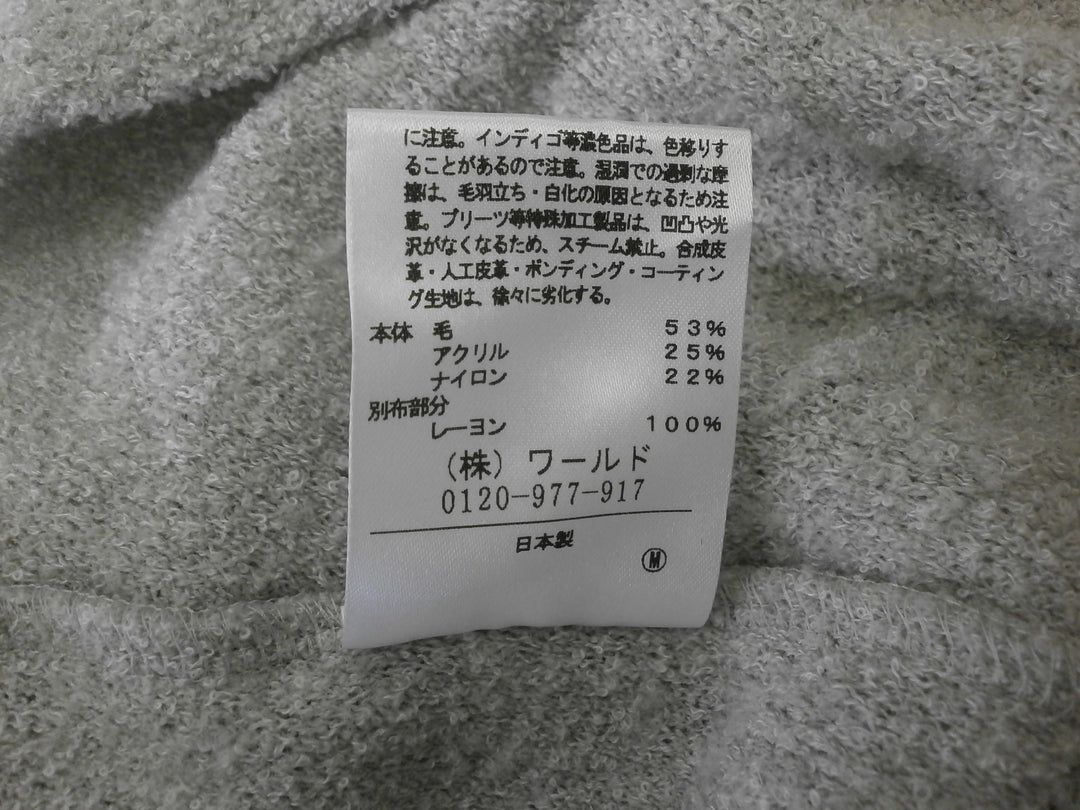 に注意。インディゴ等濃色品は、色移りす
ることがあるので注意。湿潤での過剰な摩
擦は、毛羽立ち・白化の原因となるため注
意。プリーツ等特殊加工製品は、凹凸や光
沢がなくなるため、スチーム禁止。合成皮
革・人工皮革・ボンディング・コーティン
グ生地は、徐々に劣化する。
本体 毛 53%
アクリル 25%
ナイロン 22%
別布部分
レーヨン 100%
(株) ワールド
0120-977-917
日本製
M